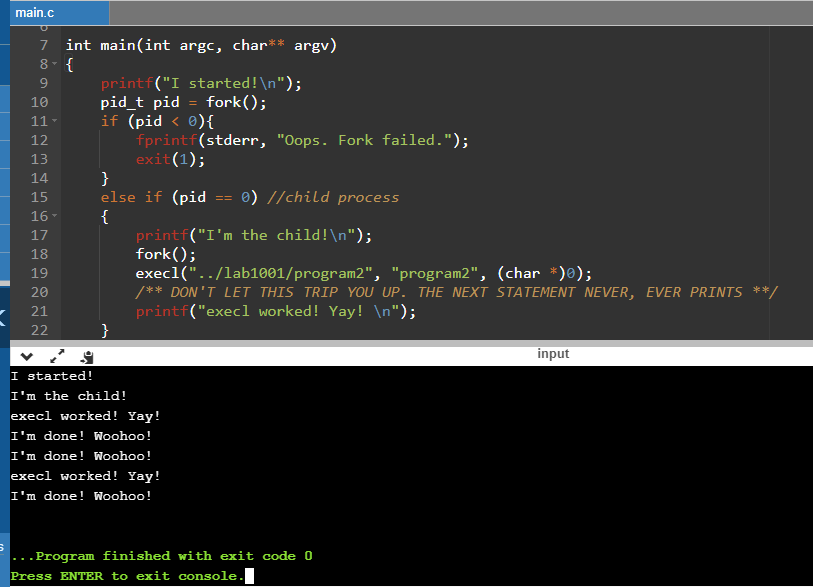 main.c
6
7 int main(int argc, char** argv)
8 {
9 printf("I started!\n");
10 pid_t pid = fork();
11 if (pid < 0){
12 fprintf(stderr, "Oops. Fork failed.");
13 exit(1);
14 }
15 else if (pid == 0) //child process
16 {
17 printf("I'm the child!\n");
18 fork();
19 execl("../lab1001/program2", "program2", (char *)0);
20 /** DON'T LET THIS TRIP YOU UP. THE NEXT STATEMENT NEVER, EVER PRINTS **/
21 printf("execl worked! Yay! \n");
22 }
input
I started!
I'm the child!
execl worked! Yay!
I'm done! Woohoo!
I'm done! Woohoo!
execl worked! Yay!
I'm done! Woohoo!
...Program finished with exit code 0
Press ENTER to exit console.